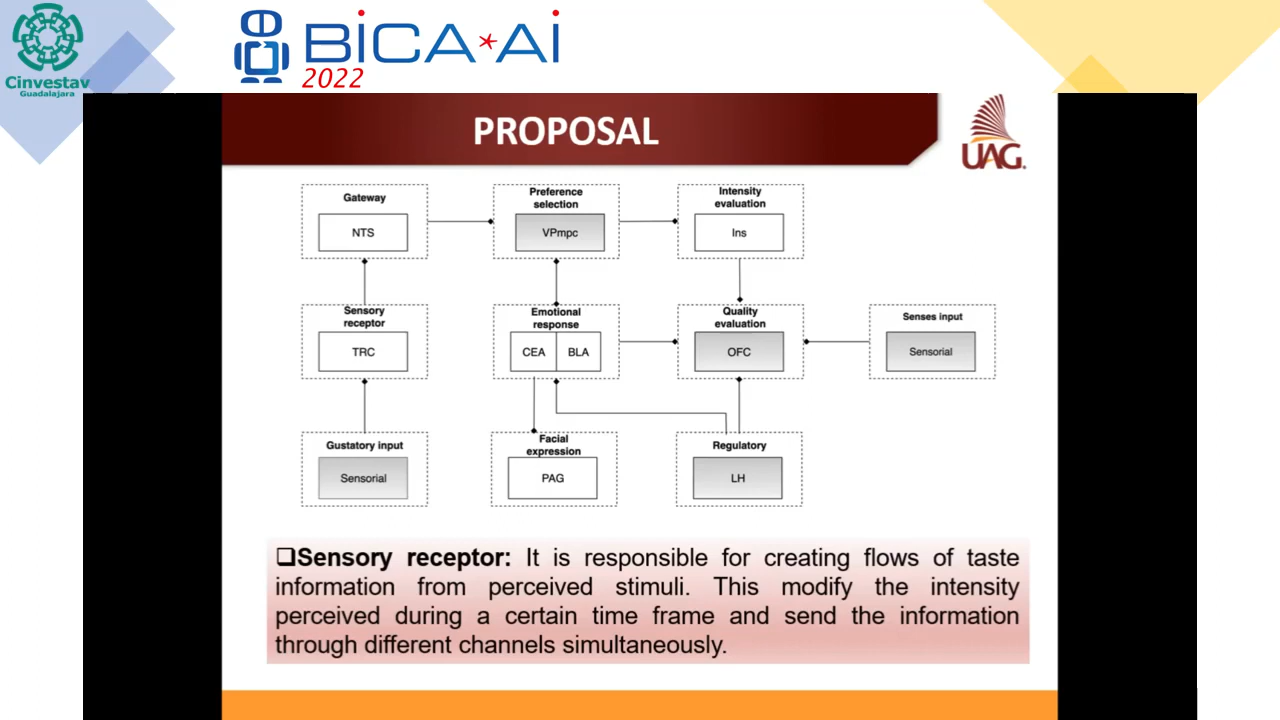 Cinvestav
Guadalajara
BiCA*Ai
2022
PROPOSAL
UAG
Gateway
NTS
Preference
selection
VPmpc
Intensity
evaluation
Ins
Sensory
receptor
TRC
Emotional
response
CEA
BLA
Quality
evaluation
OFC
Senses input
Sensorial
Gustatory input
Sensorial
Facial
expression
PAG
Regulatory
LH
❑Sensory receptor: It is responsible for creating flows of taste
information from perceived stimuli. This modify the intensity
perceived during a certain time frame and send the information
through different channels simultaneously.